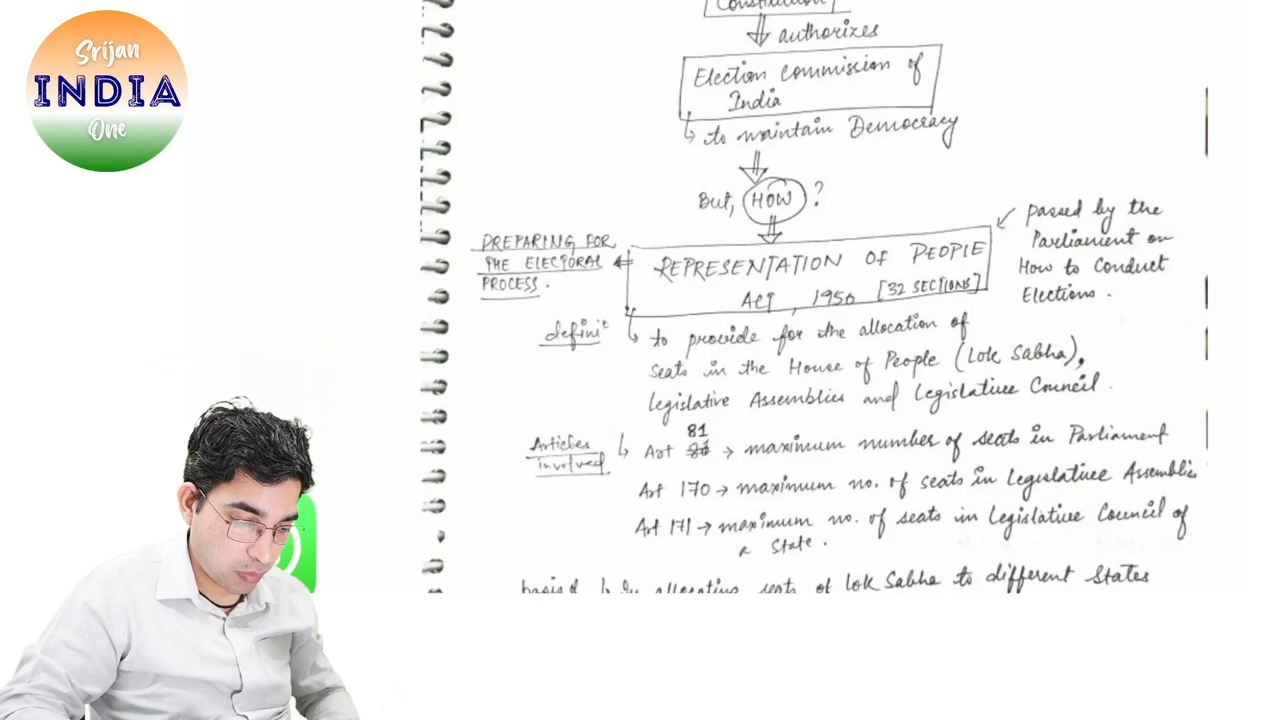 Srijan
INDIA
One
Constitution
authorizes
Election Commission of
India
to maintain Democracy
But, HOW ?
passed by the
Parliament on
How to Conduct
Elections.
PREPARING FOR
THE ELECTORAL
PROCESS.
REPRESENTATION OF PEOPLE
ACT, 1950 [32 SECTIONS]
definit
to provide for the allocation of
seats in the House of People (Lok Sabha),
legislative Assemblies and Legislative Council.
Articles
involved
81
Art → maximum number of seats in Parliament
Art 170 → maximum no. of seats in Legislative Assemblies
Art 171 → maximum no. of seats in Legislative Council of
a State.
basis of by allocating seats of Lok Sabha to different States